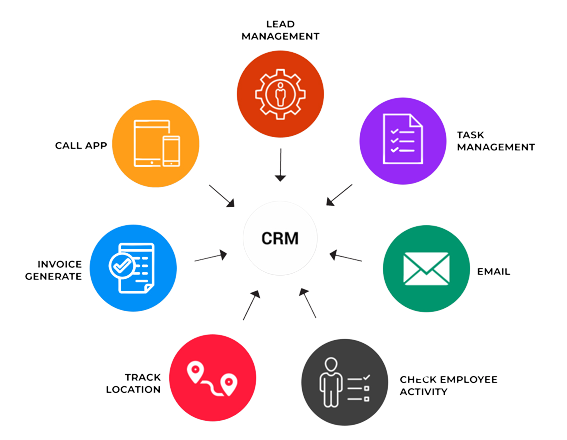 LEAD
MANAGEMENT
CALL APP
TASK
MANAGEMENT
CRM
INVOICE
GENERATE
EMAIL
TRACK
LOCATION
CHECK EMPLOYEE
ACTIVITY